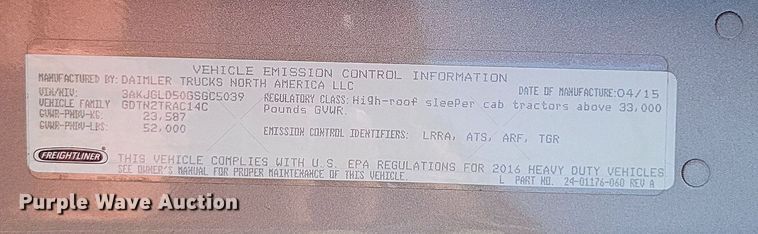 VEHICLE EMISSION CONTROL INFORMATION
MANUFACTURED BY: DAIMLER TRUCKS NORTH AMERICA LLC
DATE OF MANUFACTURE: 04/15
VIN/NIV: 3AKJGLD50GSGC5039
REGULATORY CLASS: High-roof sleeper cab tractors above 33,000
VEHICLE FAMILY GDTN2TRAC14C
Pounds GVWR.
GVWR-PNBV-KG: 23,587
GVWR-PNBV-LBS: 52,000
EMISSION CONTROL IDENTIFIERS: LRRA, ATS, ARF, TGR
FREIGHTLINER
THIS VEHICLE COMPLIES WITH U.S. EPA REGULATIONS FOR 2016 HEAVY DUTY VEHICLES
SEE OWNER'S MANUAL FOR PROPER MAINTENANCE OF THIS VEHICLE
L PART NO. 24-01176-060 REV A
Purple Wave Auction